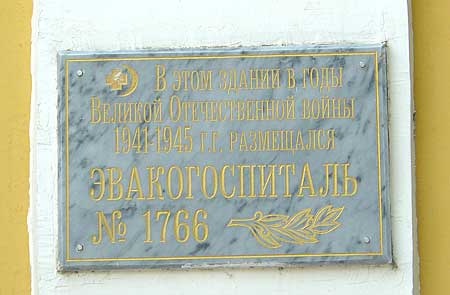 В этом здании в годы
Великой Отечественной войны
1941-1945 г.г. размещался
ЭВАКОГОСПИТАЛЬ
№ 1766